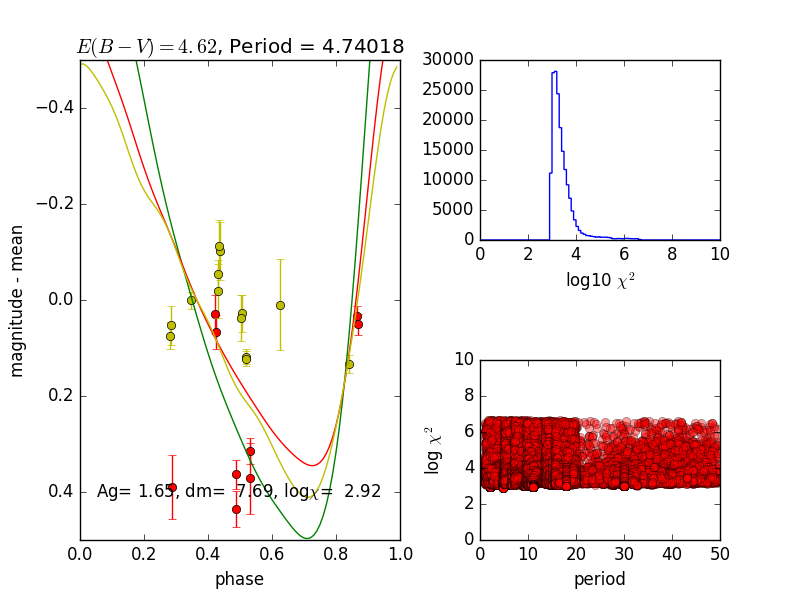 E(B−V)=4.62, Period = 4.74018
magnitude - mean
−0.4
−0.2
0.0
0.2
0.4
Ag= 1.65, dm= 7.69, logχ= 2.92
0.0 0.2 0.4 0.6 0.8 1.0
phase
30000
25000
20000
15000
10000
5000
0
0 2 4 6 8 10
log10 χ²
log χ²
10
8
6
4
2
0
0 10 20 30 40 50
period